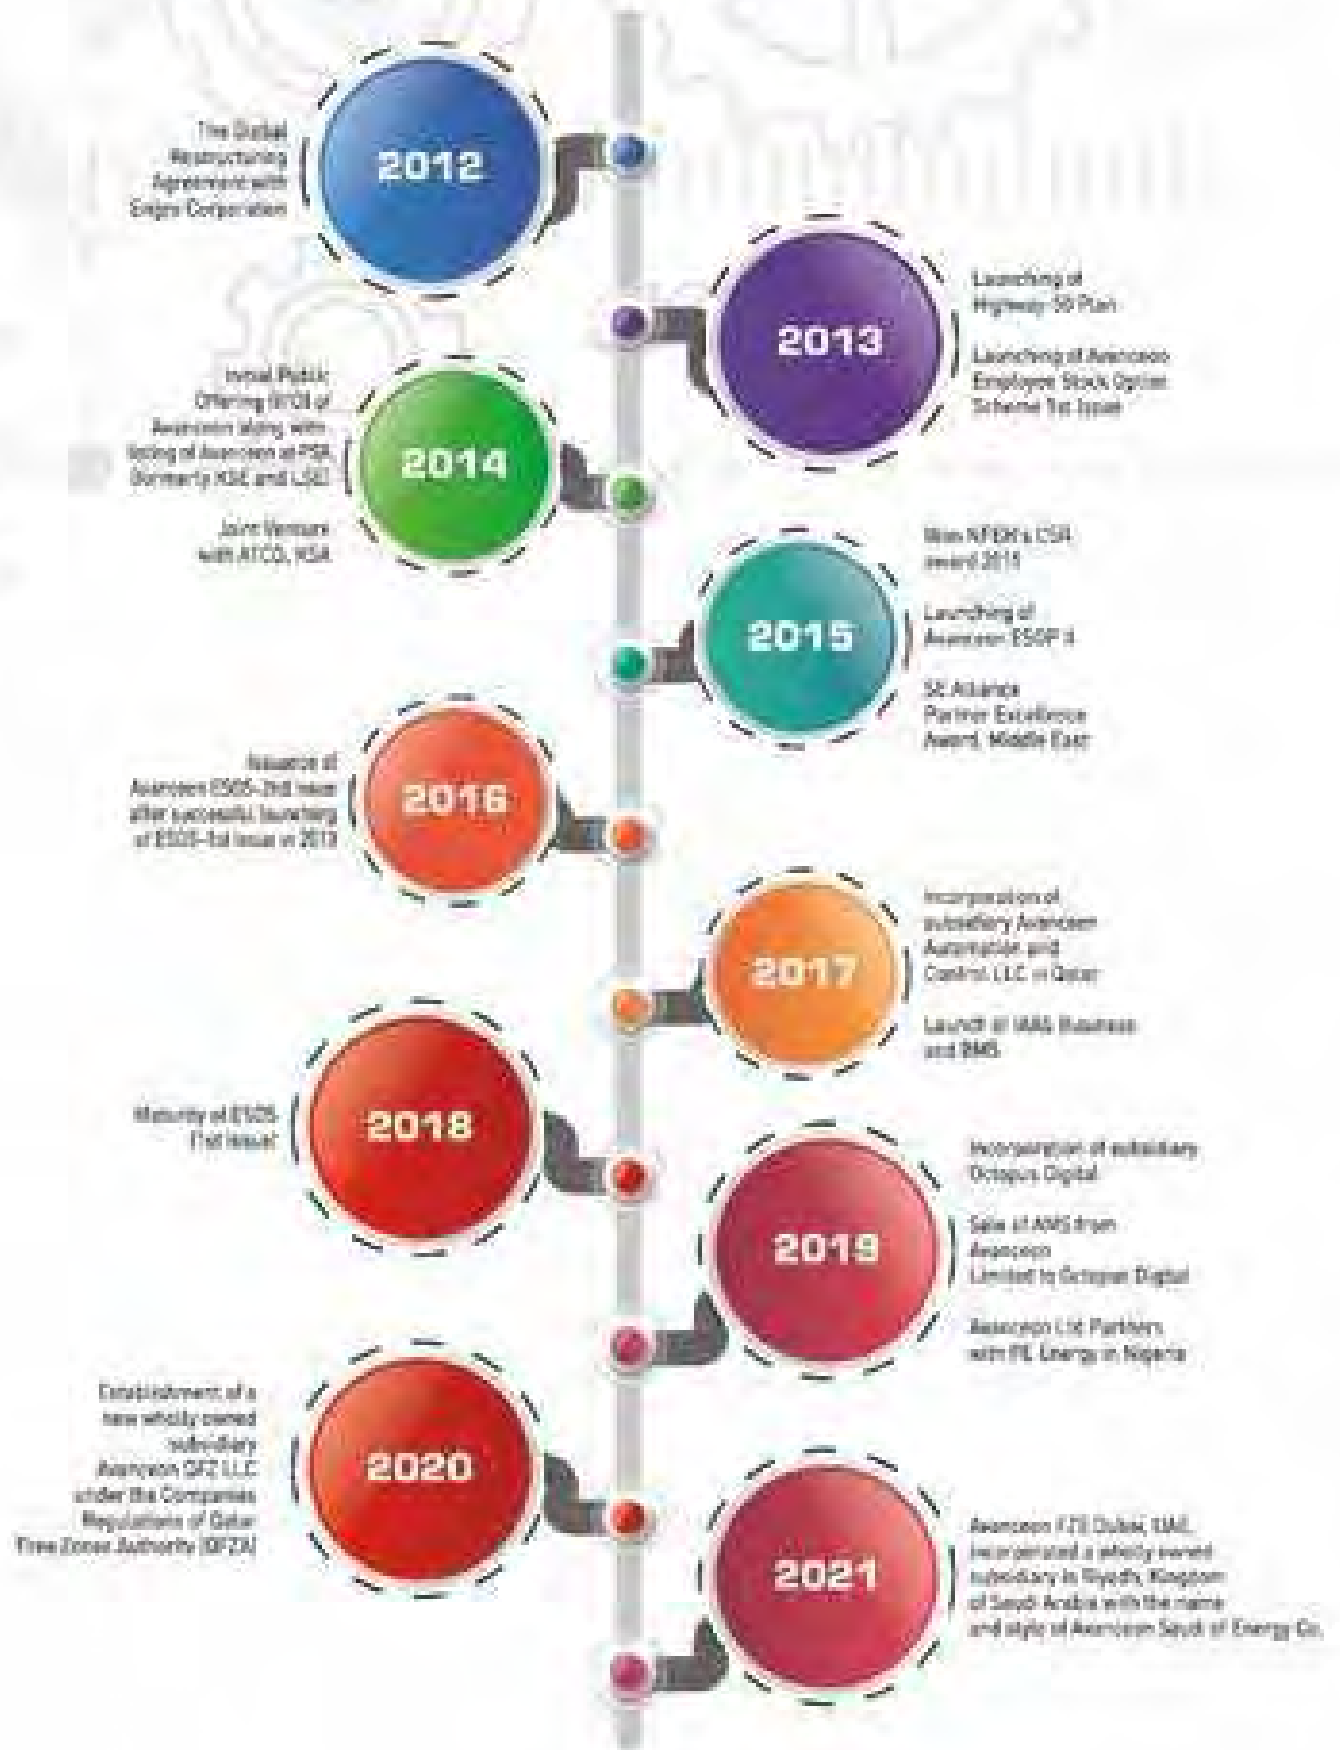 2012
The Global
Restructuring
Agreement with
Engro Corporation
2013
Launching of
Highway-50 Plan
Launching of Avanceon
Employee Stock Option
Scheme 1st Issue
2014
Initial Public
Offering (IPO) of
Avanceon along with
listing of Avanceon at PSX
(formerly KSE and LSE)
Joint Venture
with ATCO, KSA
2015
Won NFEH's CSR
award
Launching of
Avanceon ESOP II
SE Alliance
Partner Excellence
Award, Middle East
2016
Issuance of
Avanceon ESOS-2nd Issue
after successful launching
of ESOS-1st Issue in 2013
2017
Incorporation of
subsidiary Avanceon
Automation and
Control LLC in Qatar
Launch of Business
and BMS
2018
Maturity of ESOS
(1st Issue)
2019
Incorporation of subsidiary
Octopus Digital
Sale of AMS from
Avanceon
Limited to Octopus Digital
Avanceon Ltd Partners
with PE Energy in Nigeria
2020
Establishment of a
new wholly owned
subsidiary
Avanceon QFZ LLC
under the Companies
Regulations of Qatar
Free Zones Authority (QFZA)
2021
Avanceon FZE Dubai, UAE,
incorporated a wholly owned
subsidiary in Riyadh, Kingdom
of Saudi Arabia with the name
and style of Avanceon Saudi of Energy Co.